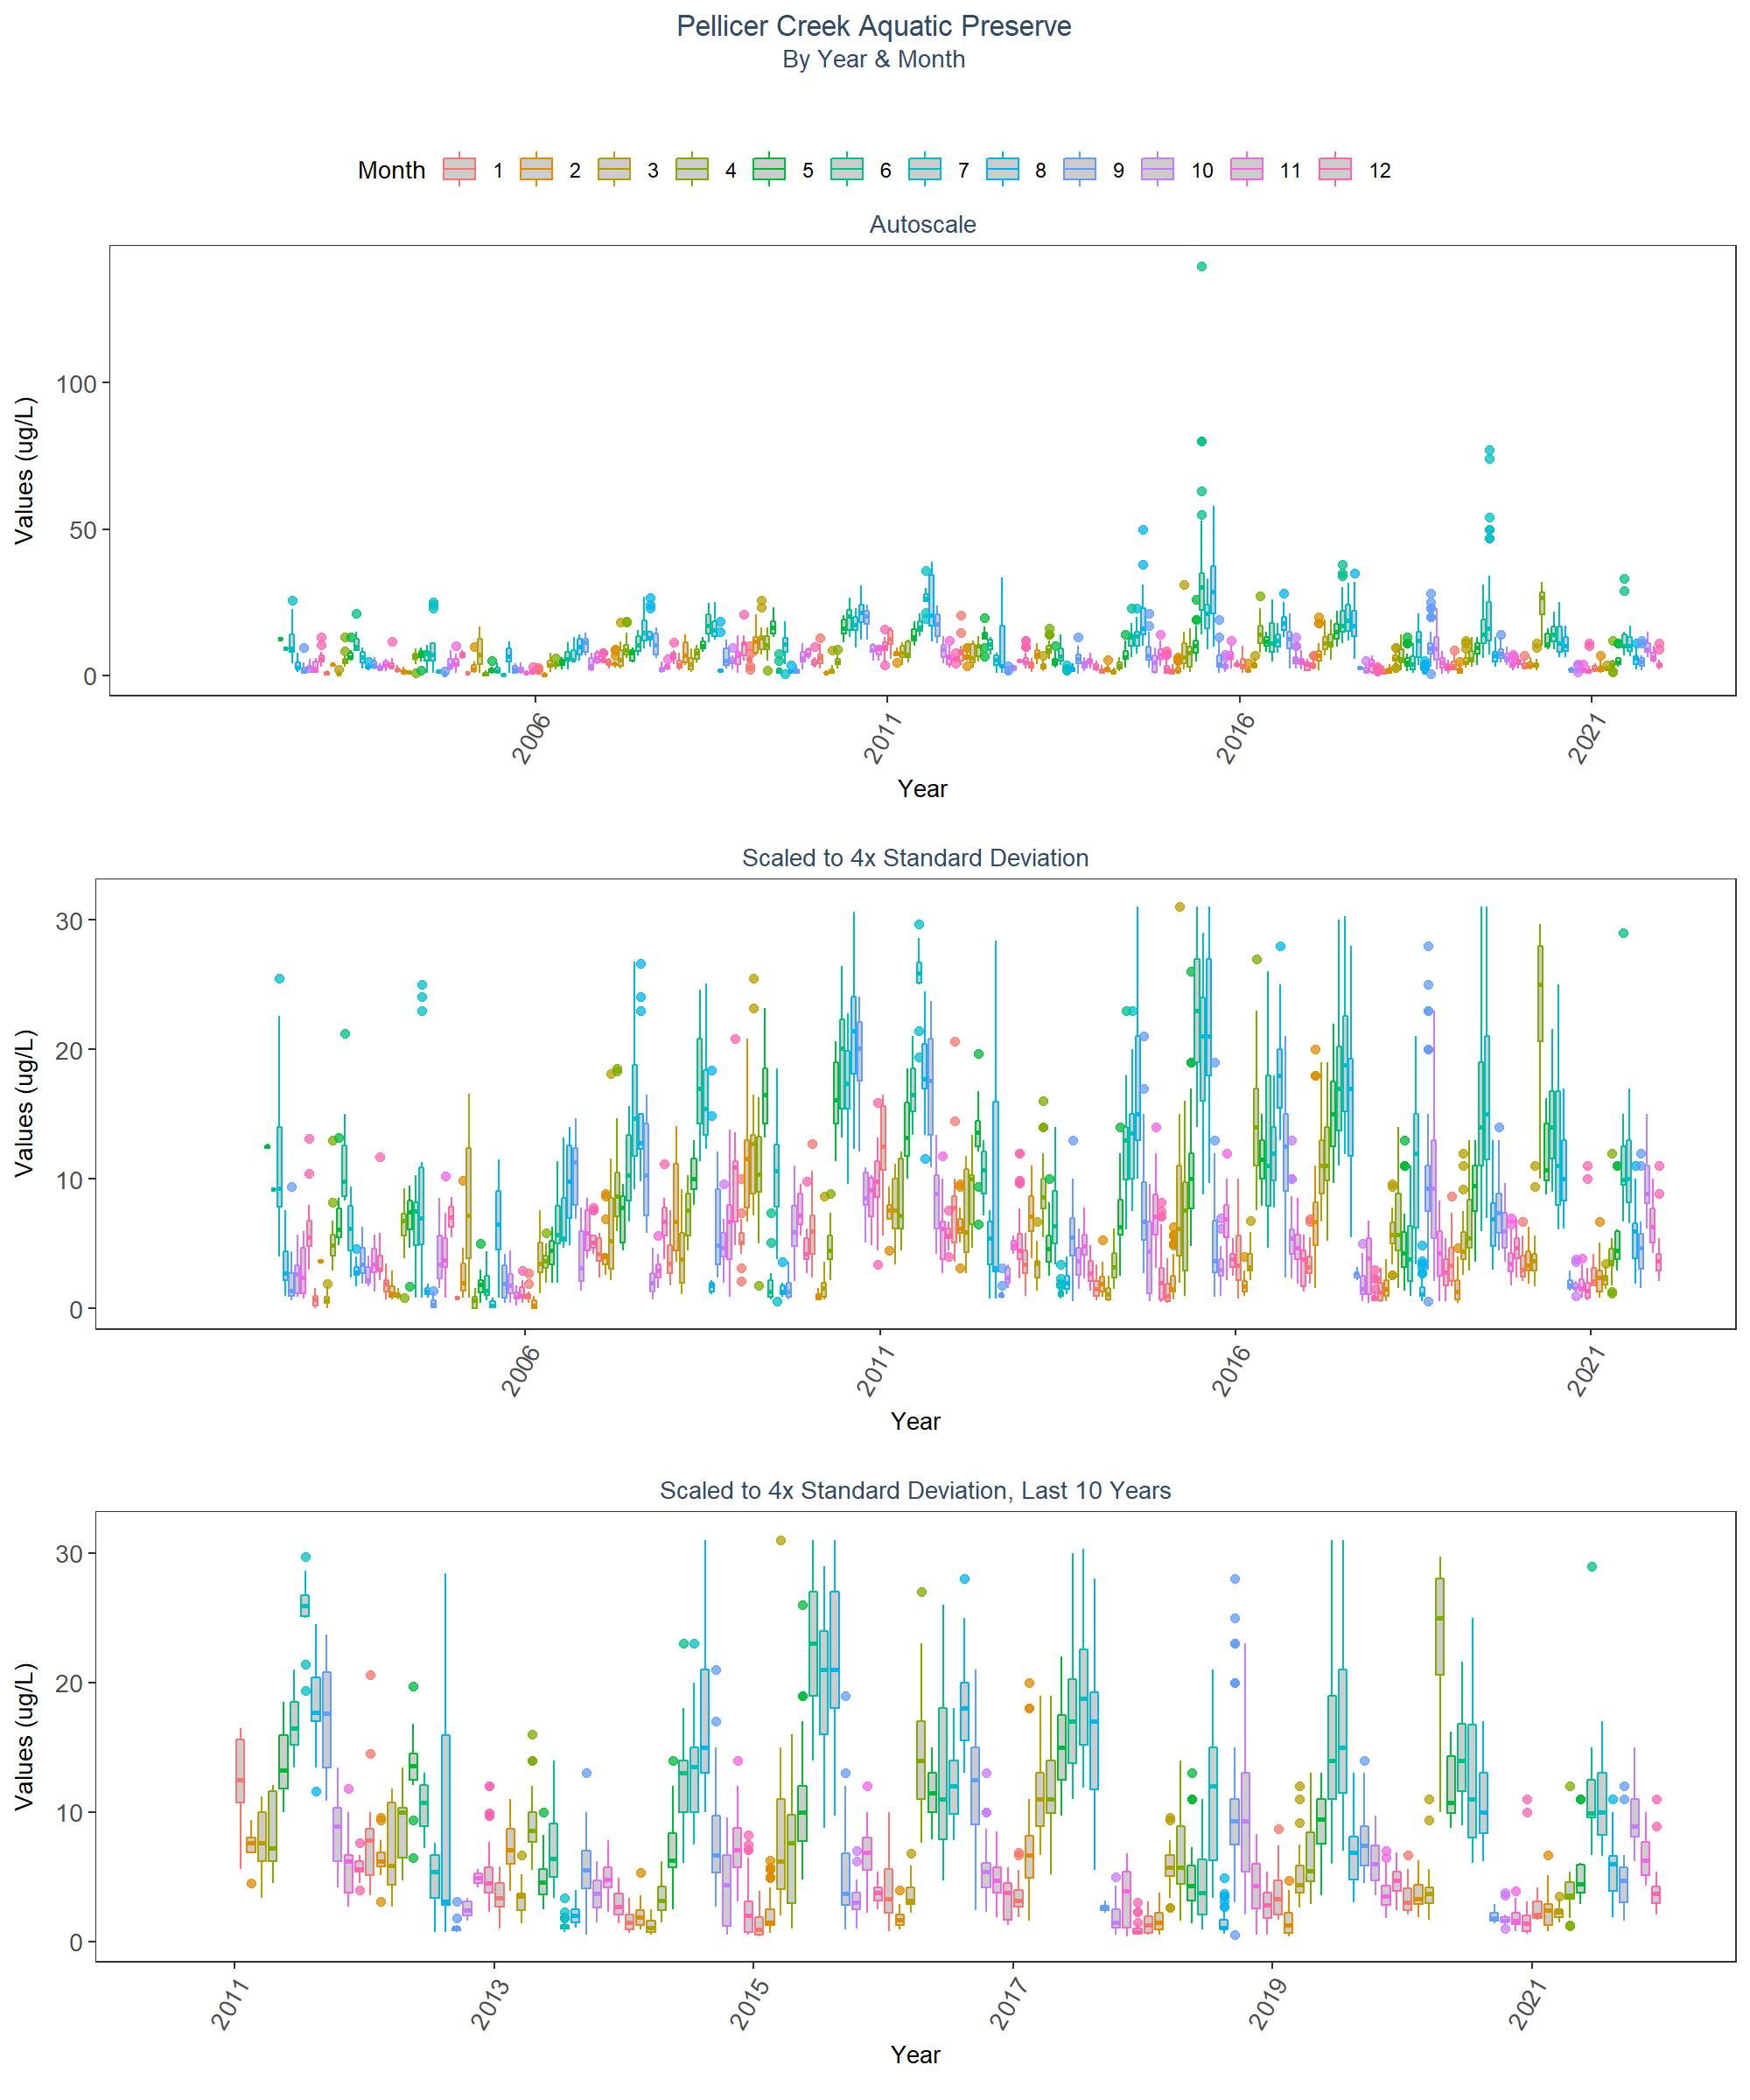 Pellicer Creek Aquatic Preserve
By Year & Month
Month 1 2 3 4 5 6 7 8 9 10 11 12
Autoscale
Values (ug/L)
100
50
0
2006 2011 2016 2021
Year
Scaled to 4x Standard Deviation
Values (ug/L)
30
20
10
0
2006 2011 2016 2021
Year
Scaled to 4x Standard Deviation, Last 10 Years
Values (ug/L)
30
20
10
0
2011 2013 2015 2017 2019 2021
Year